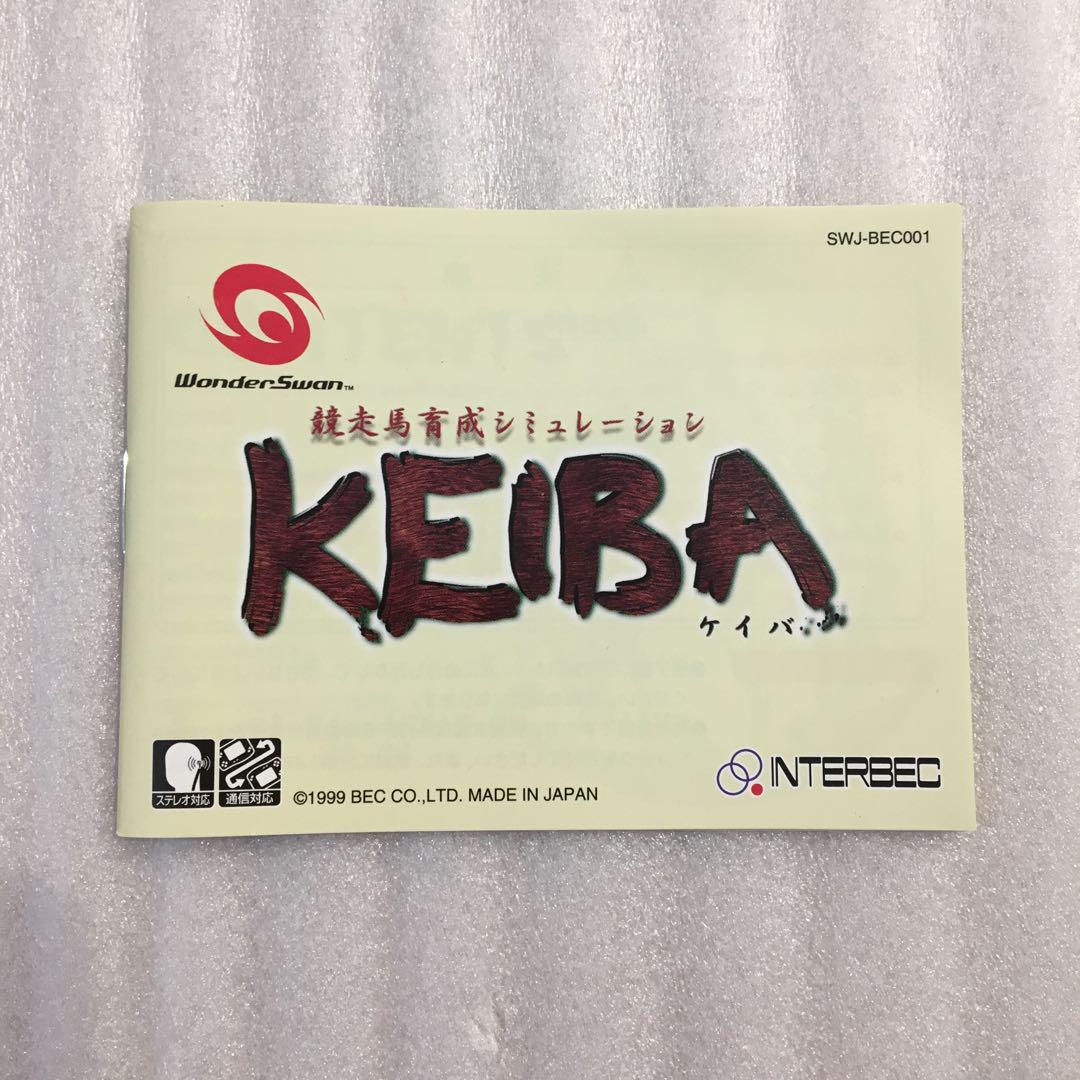 SWJ-BEC001
WonderSwan™
競走馬育成シミュレーション
KEIBA
ケイバ
ステレオ対応
通信対応
©1999 BEC CO.,LTD. MADE IN JAPAN
INTERBEC